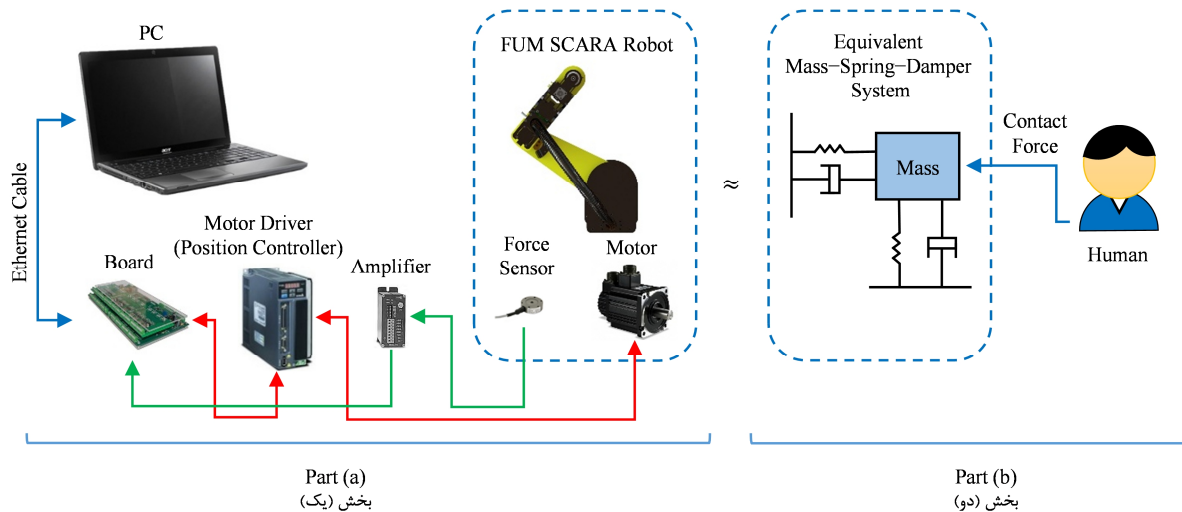 PC
FUM SCARA Robot
Equivalent
Mass−Spring−Damper
System
Contact
Force
Mass
≈
Ethernet Cable
Motor Driver
(Position Controller)
Board
Amplifier
Force
Sensor
Motor
Human
Part (a)
بخش (یک)
Part (b)
بخش (دو)